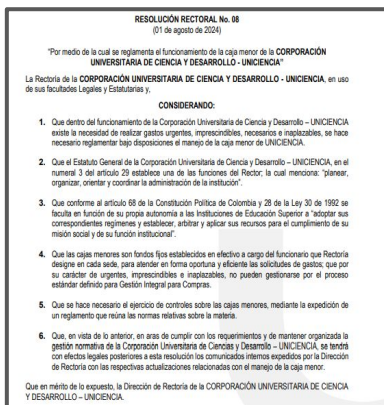 RESOLUCIÓN RECTORAL No. 08
(01 de agosto de 2024)
"Por medio de la cual se reglamenta el funcionamiento de la caja menor de la CORPORACIÓN
UNIVERSITARIA DE CIENCIA Y DESARROLLO - UNICIENCIA"
La Rectoría de la CORPORACIÓN UNIVERSITARIA DE CIENCIA Y DESARROLLO - UNICIENCIA, en uso
de sus facultades Legales y Estatutarias y,
CONSIDERANDO:
1. Que dentro del funcionamiento de la Corporación Universitaria de Ciencia y Desarrollo – UNICIENCIA
existe la necesidad de realizar gastos urgentes, imprescindibles, necesarios e inaplazables, se hace
necesario reglamentar bajo disposiciones el manejo de la caja menor de UNICIENCIA.
2. Que el Estatuto General de la Corporación Universitaria de Ciencia y Desarrollo – UNICIENCIA, en el
numeral 3 del artículo 29 establece una de las funciones del Rector; la cual menciona: "planear,
organizar, orientar y coordinar la administración de la institución".
3. Que conforme al artículo 68 de la Constitución Política de Colombia y 28 de la Ley 30 de 1992 se
faculta en función de su propia autonomía a las Instituciones de Educación Superior a "adoptar sus
correspondientes regímenes y establecer, arbitrar y aplicar sus recursos para el cumplimiento de su
misión social y de su función institucional".
4. Que las cajas menores son fondos fijos establecidos en efectivo a cargo del funcionario que Rectoría
designe en cada sede, para atender en forma oportuna y eficiente las solicitudes de gastos; que por
su carácter de urgentes, imprescindibles e inaplazables, no pueden gestionarse por el proceso
estándar definido para Gestión Integral para Compras.
5. Que se hace necesario el ejercicio de controles sobre las cajas menores, mediante la expedición de
un reglamento que reúna las normas relativas sobre la materia.
6. Que, en vista de lo anterior, en aras de cumplir con los requerimientos y de mantener organizada la
gestión normativa de la Corporación Universitaria de Ciencias y Desarrollo – UNICIENCIA, se tendrá
con efectos legales posteriores a esta resolución los comunicados internos expedidos por la Dirección
de Rectoría con las respectivas actualizaciones relacionadas con el manejo de la caja menor.
Que en mérito de lo expuesto, la Dirección de Rectoría de la CORPORACIÓN UNIVERSITARIA DE CIENCIA
Y DESARROLLO – UNICIENCIA.